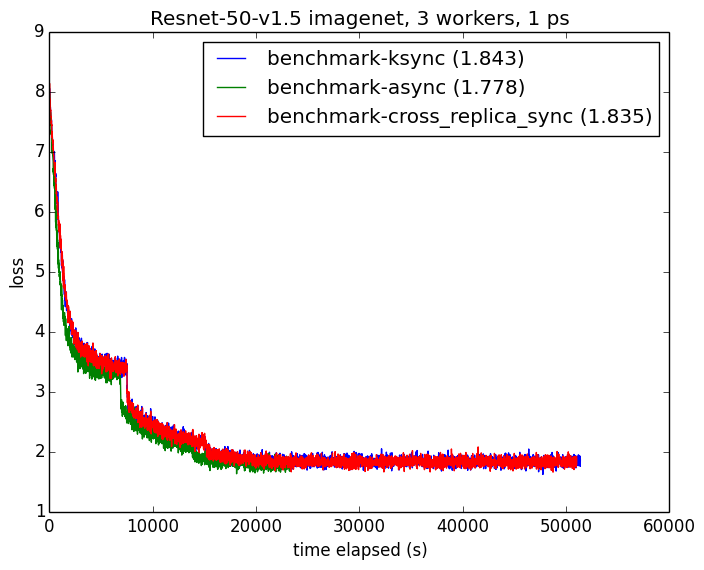 Resnet-50-v1.5 imagenet, 3 workers, 1 ps
benchmark-ksync (1.843)
benchmark-async (1.778)
benchmark-cross_replica_sync (1.835)
9
8
7
6
5
4
3
2
1
loss
0 10000 20000 30000 40000 50000 60000
time elapsed (s)